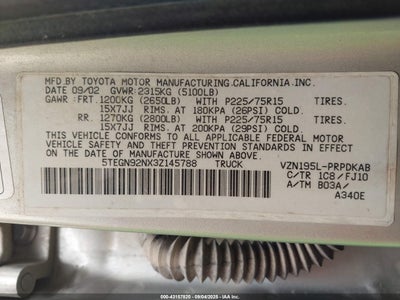 MFD.BY TOYOTA MOTOR MANUFACTURING.CALIFORNIA.INC.
DATE 09/02 GVWR:2315KG (5100LB)
GAWR: FRT. 1200KG (2650LB) WITH P225/75R15 TIRES.
15X7JJ RIMS. AT 180KPA (26PSI) COLD.
RR. 1270KG (2800LB) WITH P225/75R15 TIRES.
15X7JJ RIMS. AT 200KPA (29PSI) COLD.
THIS VEHICLE CONFORMS TO ALL APPLICABLE FEDERAL MOTOR
VEHICLE SAFETY AND THEFT PREVENTION STANDARDS IN EFFECT
ON THE DATE OF MANUFACTURE SHOWN ABOVE.
5TEGN92NX3Z145788 TRUCK VZN195L-PRPDKAB
C/TR 1C8/FJ10
A/TM B03A/
A340E
000-43157820 - 09/04/2025 - IAAI